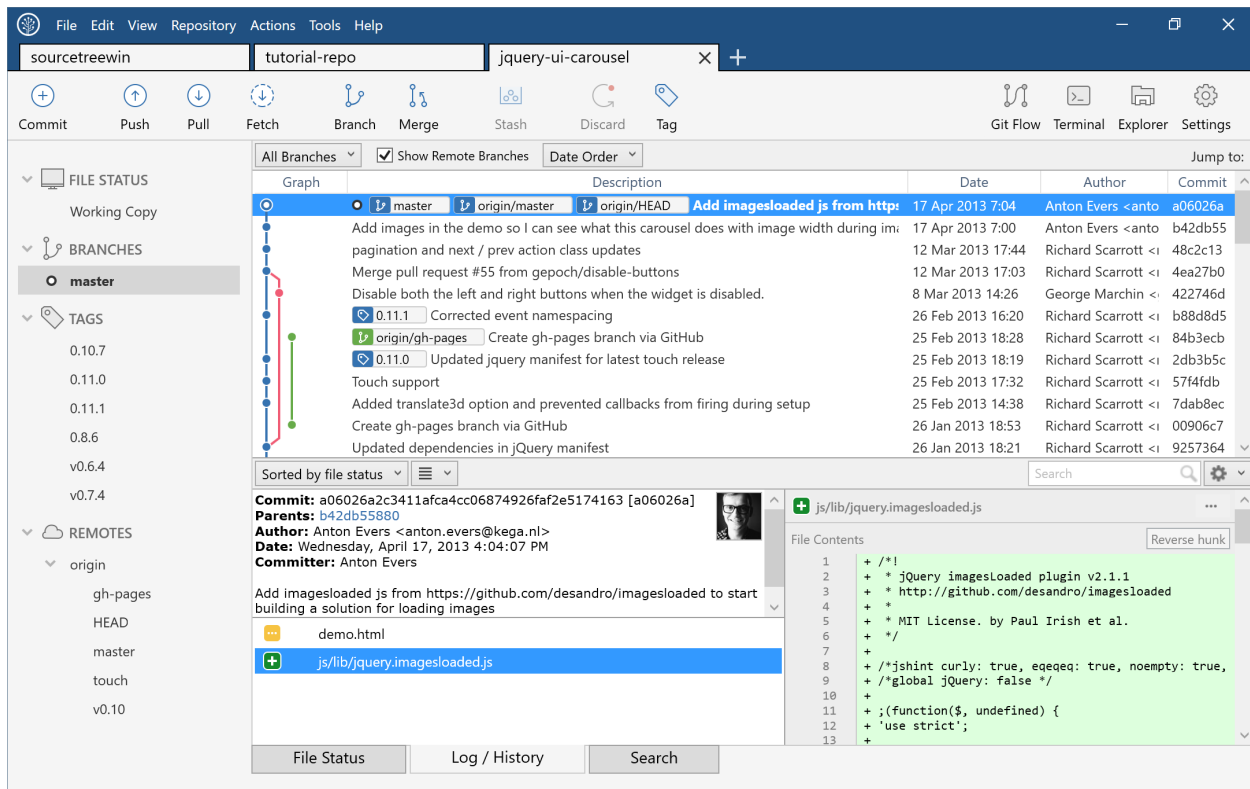 File Edit View Repository Actions Tools Help
sourcetreewin tutorial-repo jquery-ui-carousel
Commit Push Pull Fetch Branch Merge Stash Discard Tag Git Flow Terminal Explorer Settings
FILE STATUS
Working Copy
BRANCHES
master
TAGS
0.10.7
0.11.0
0.11.1
0.8.6
v0.6.4
v0.7.4
REMOTES
origin
gh-pages
HEAD
master
touch
v0.10
All Branches Show Remote Branches Date Order Jump to:
Graph Description Date Author Commit
master origin/master origin/HEAD Add imagesloaded js from https 17 Apr 2013 7:04 Anton Evers <anto a06026a
Add images in the demo so I can see what this carousel does with image width during ima 17 Apr 2013 7:00 Anton Evers <anto b42db55
pagination and next / prev action class updates 12 Mar 2013 17:44 Richard Scarrott < 48c2c13
Merge pull request #55 from gepoch/disable-buttons 12 Mar 2013 17:03 Richard Scarrott < 4ea27b0
Disable both the left and right buttons when the widget is disabled. 8 Mar 2013 14:26 George Marchin < 422746d
0.11.1 Corrected event namespacing 26 Feb 2013 16:20 Richard Scarrott < b88d8d5
origin/gh-pages Create gh-pages branch via GitHub 25 Feb 2013 18:28 Richard Scarrott < 84b3ecb
0.11.0 Updated jquery manifest for latest touch release 25 Feb 2013 18:19 Richard Scarrott < 2db3b5c
Touch support 25 Feb 2013 17:32 Richard Scarrott < 57f4fdb
Added translate3d option and prevented callbacks from firing during setup 25 Feb 2013 14:38 Richard Scarrott < 7dab8ec
Create gh-pages branch via GitHub 26 Jan 2013 18:53 Richard Scarrott < 00906c7
Updated dependencies in jQuery manifest 26 Jan 2013 18:21 Richard Scarrott < 9257364
Sorted by file status Search
Commit: a06026a2c3411afca4cc06874926faf2e5174163 [a06026a]
Parents: b42db55880
Author: Anton Evers <anton.evers@kega.nl>
Date: Wednesday, April 17, 2013 4:04:07 PM
Committer: Anton Evers
Add imagesloaded js from https://github.com/desandro/imagesloaded to start
building a solution for loading images
demo.html
js/lib/jquery.imagesloaded.js
js/lib/jquery.imagesloaded.js
File Contents Reverse hunk
1 + /*!
2 + * jQuery imagesLoaded plugin v2.1.1
3 + * http://github.com/desandro/imagesloaded
4 + *
5 + * MIT License. by Paul Irish et al.
6 + */
7 +
8 + /*jshint curly: true, eqeqeq: true, noempty: true,
9 + /*global jQuery: false */
10 +
11 + ;(function($, undefined) {
12 + 'use strict';
13 +
File Status Log / History Search